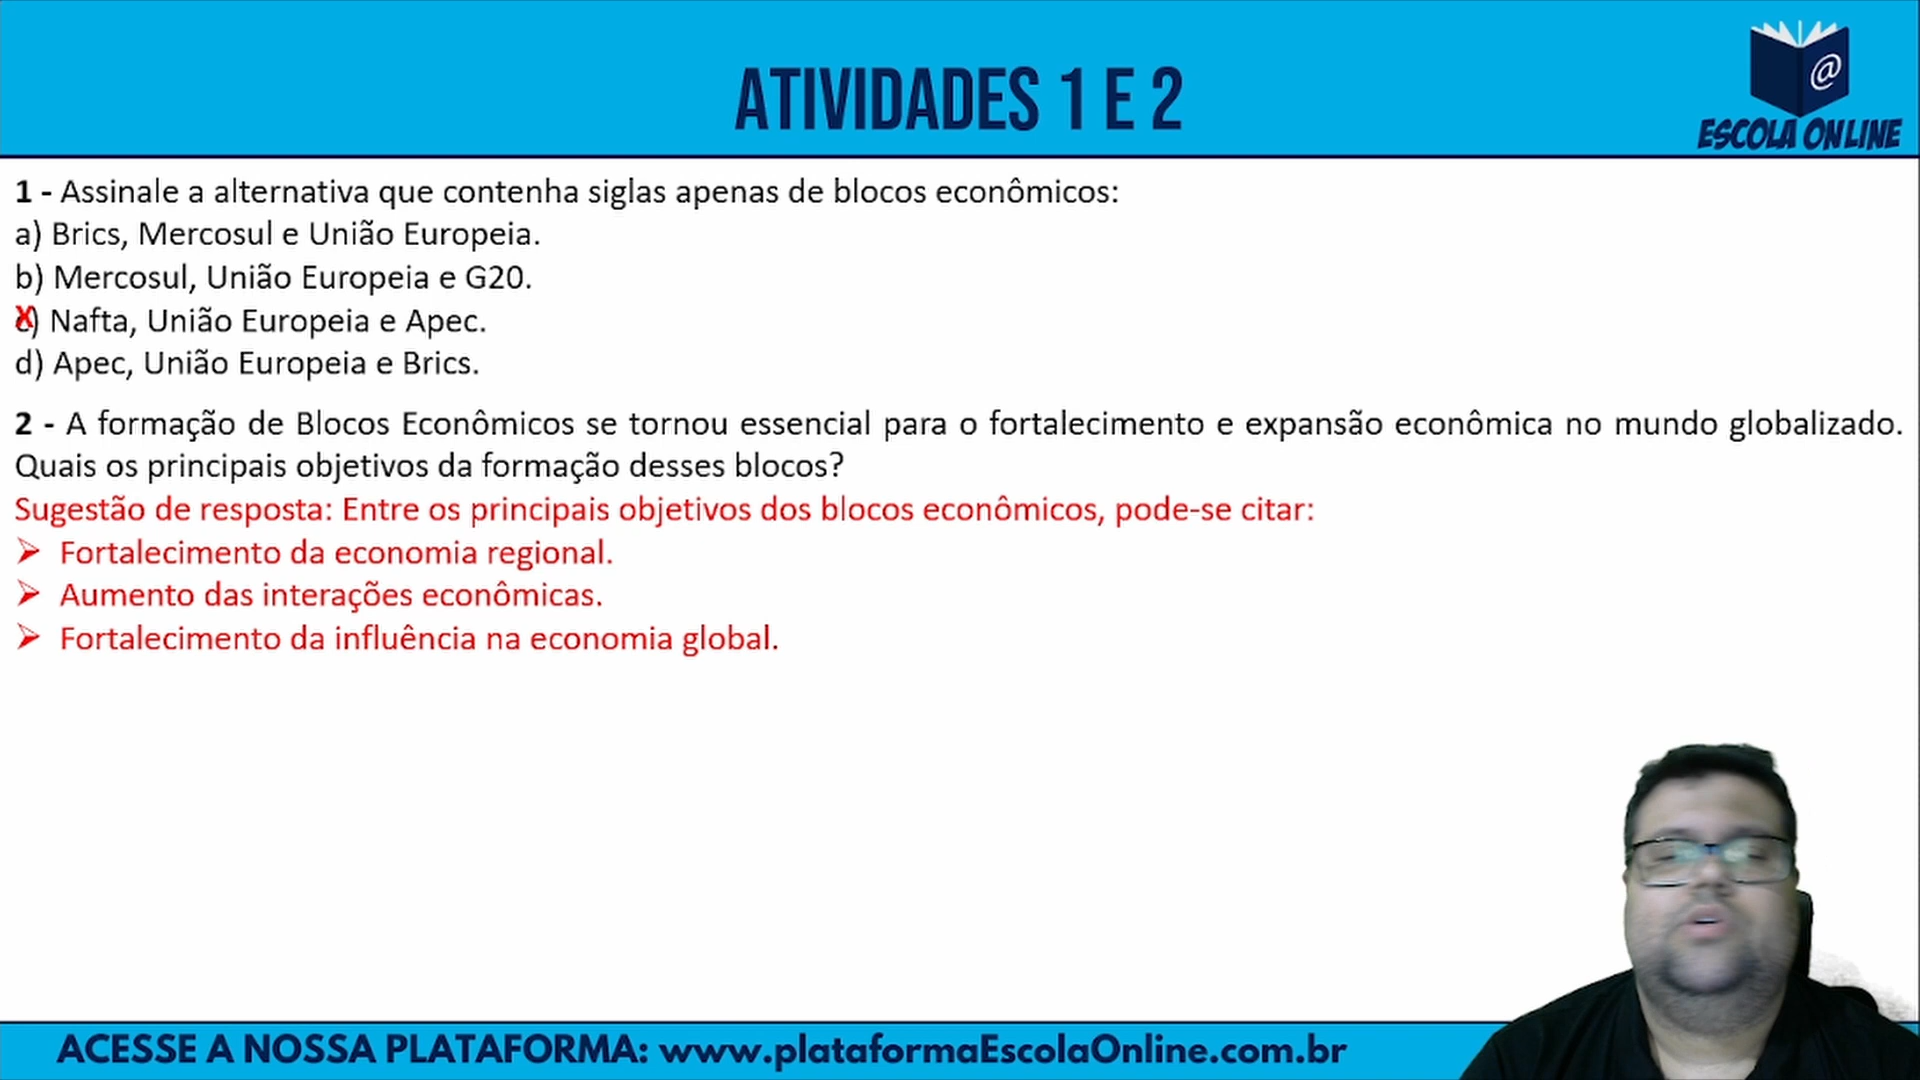 ATIVIDADES 1 E 2
@
ESCOLA ONLINE
1 - Assinale a alternativa que contenha siglas apenas de blocos econômicos:
a) Brics, Mercosul e União Europeia.
b) Mercosul, União Europeia e G20.
c) Nafta, União Europeia e Apec.
d) Apec, União Europeia e Brics.
2 - A formação de Blocos Econômicos se tornou essencial para o fortalecimento e expansão econômica no mundo globalizado.
Quais os principais objetivos da formação desses blocos?
Sugestão de resposta: Entre os principais objetivos dos blocos econômicos, pode-se citar:
➢ Fortalecimento da economia regional.
➢ Aumento das interações econômicas.
➢ Fortalecimento da influência na economia global.
ACESSE A NOSSA PLATAFORMA: www.plataformaEscolaOnline.com.br